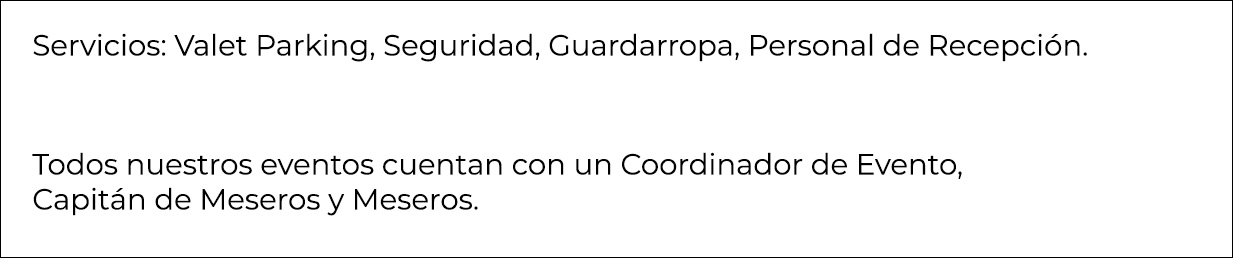 Servicios: Valet Parking, Seguridad, Guardarropa, Personal de Recepción.
Todos nuestros eventos cuentan con un Coordinador de Evento,
Capitán de Meseros y Meseros.